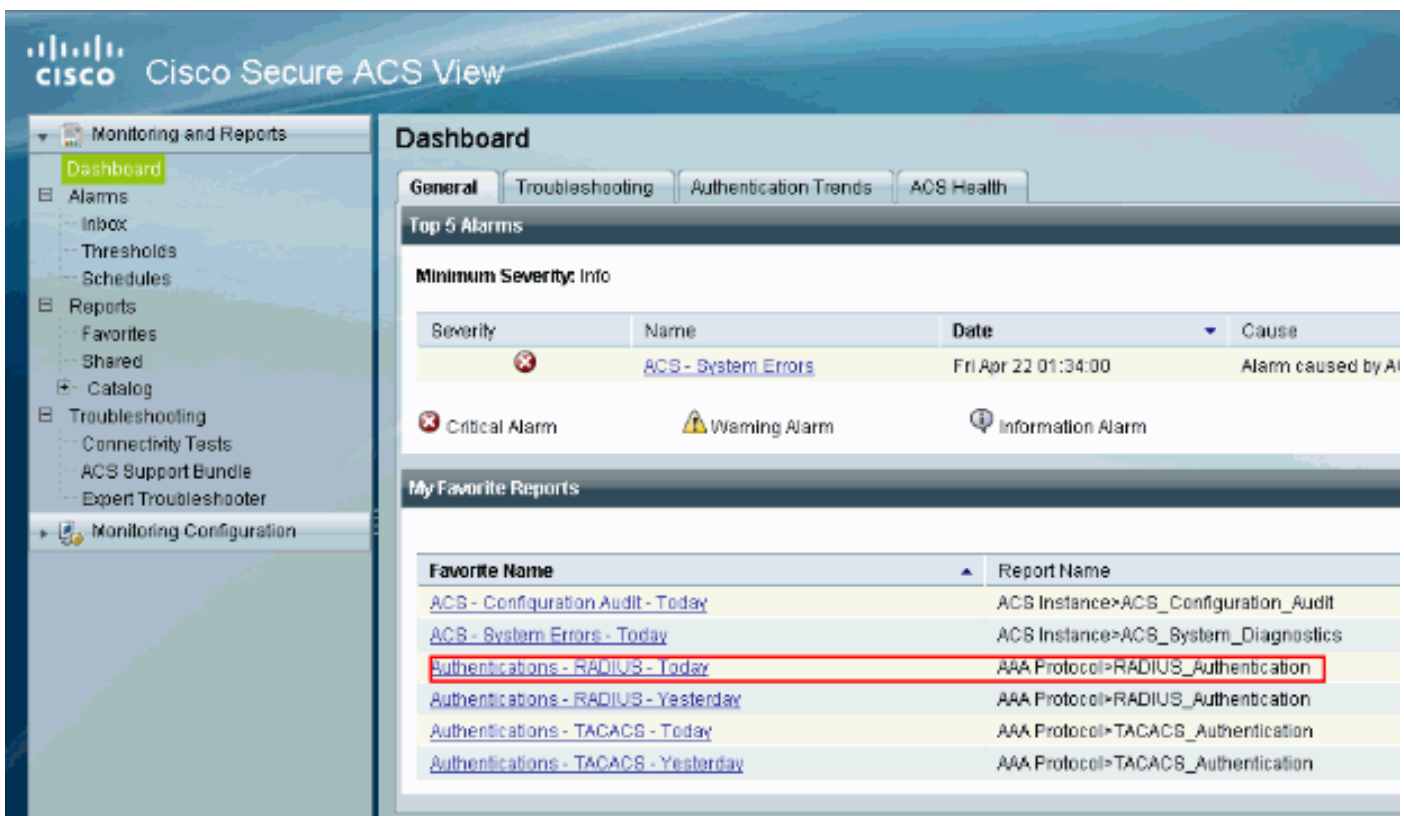 cisco Cisco Secure ACS View
Monitoring and Reports
Dashboard
Alarms
Inbox
Thresholds
Schedules
Reports
Favorites
Shared
Catalog
Troubleshooting
Connectivity Tests
ACS Support Bundle
Expert Troubleshooter
Monitoring Configuration
Dashboard
General Troubleshooting Authentication Trends ACS Health
Top 5 Alarms
Minimum Severity: Info
Severity Name Date Cause
ACS - System Errors Fri Apr 22 01:34:00 Alarm caused by
Critical Alarm Warning Alarm Information Alarm
My Favorite Reports
Favorite Name Report Name
ACS - Configuration Audit - Today ACS Instance>ACS_Configuration_Audit
ACS - System Errors - Today ACS Instance>ACS_System_Diagnostics
Authentications - RADIUS - Today AAA Protocol>RADIUS_Authentication
Authentications - RADIUS - Yesterday AAA Protocol>RADIUS_Authentication
Authentications - TACACS - Today AAA Protocol>TACACS_Authentication
Authentications - TACACS - Yesterday AAA Protocol>TACACS_Authentication